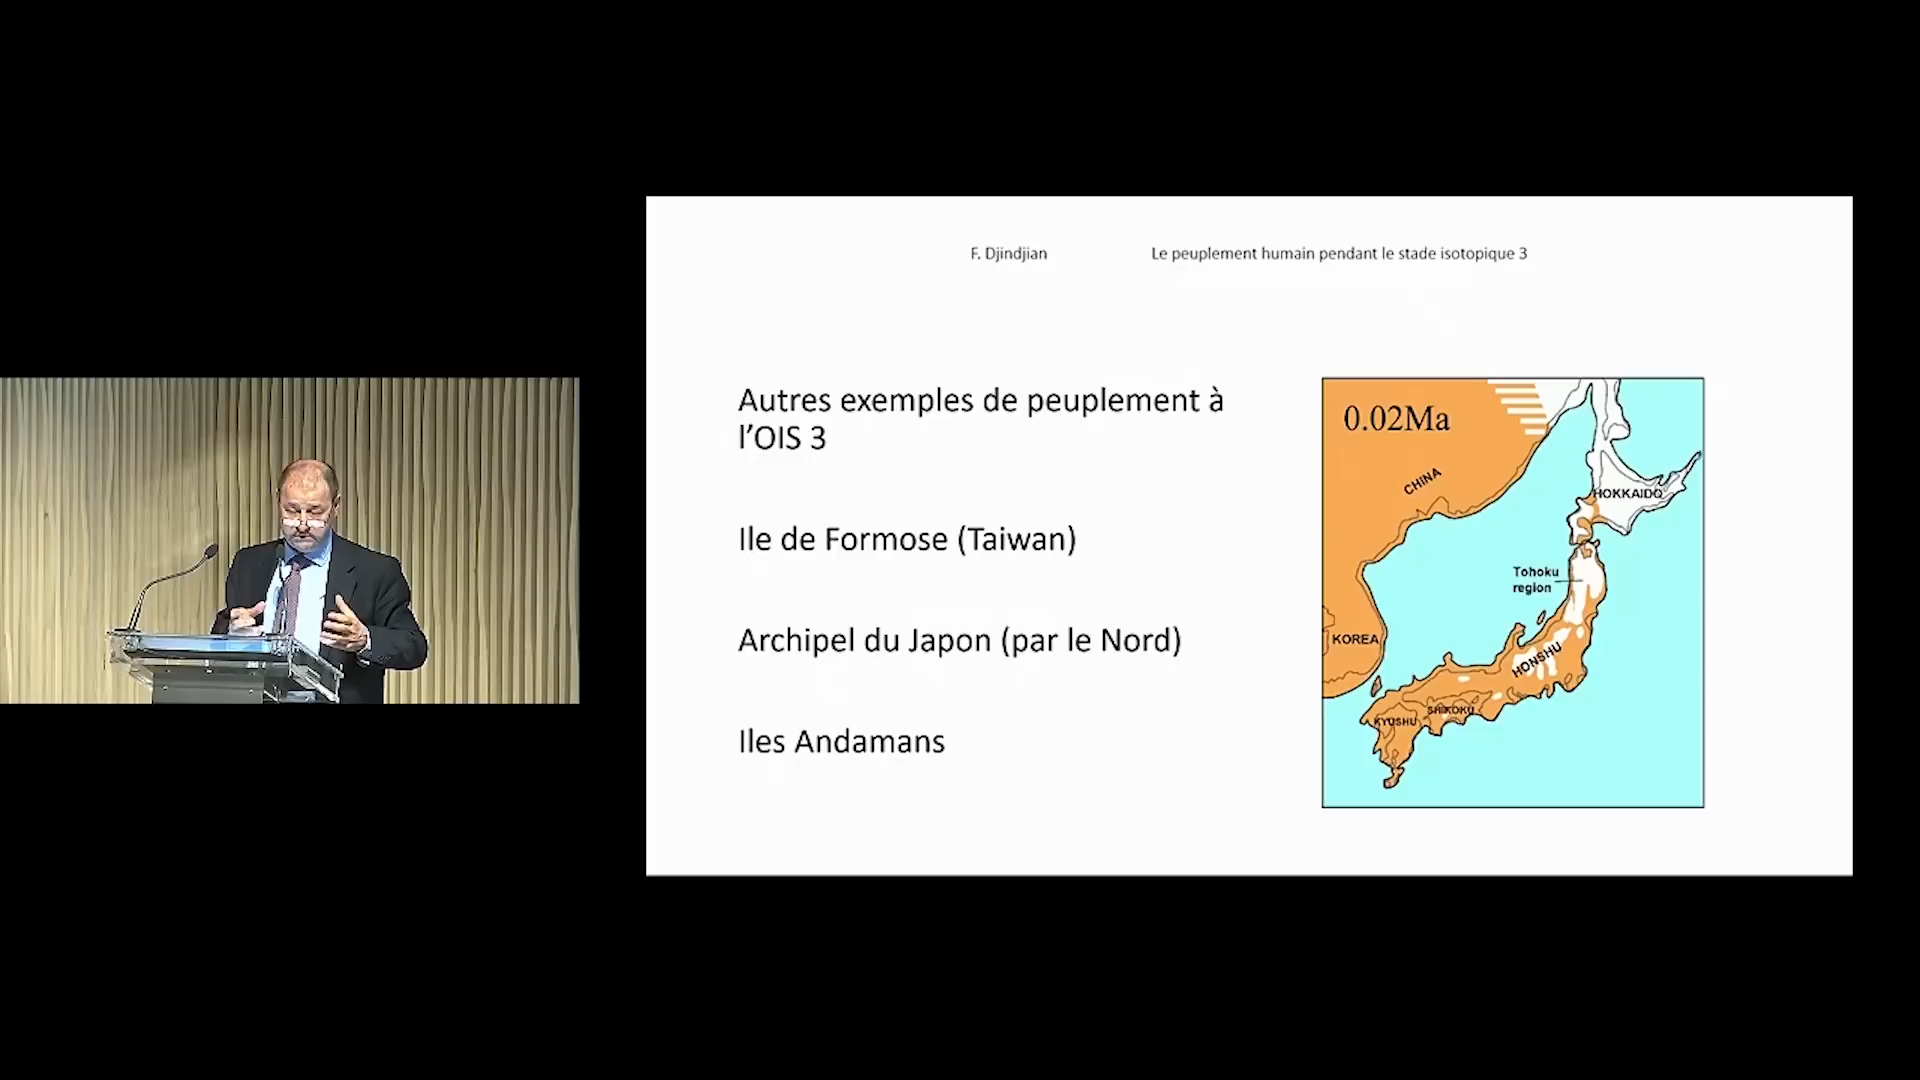 F. Djindjian
Le peuplement humain pendant le stade isotopique 3
Autres exemples de peuplement à
l’OIS 3
Ile de Formose (Taiwan)
Archipel du Japon (par le Nord)
Iles Andamans
0.02Ma
CHINA
HOKKAIDO
Tohoku
region
KOREA
HONSHU
SHIKOKU
KYUSHU